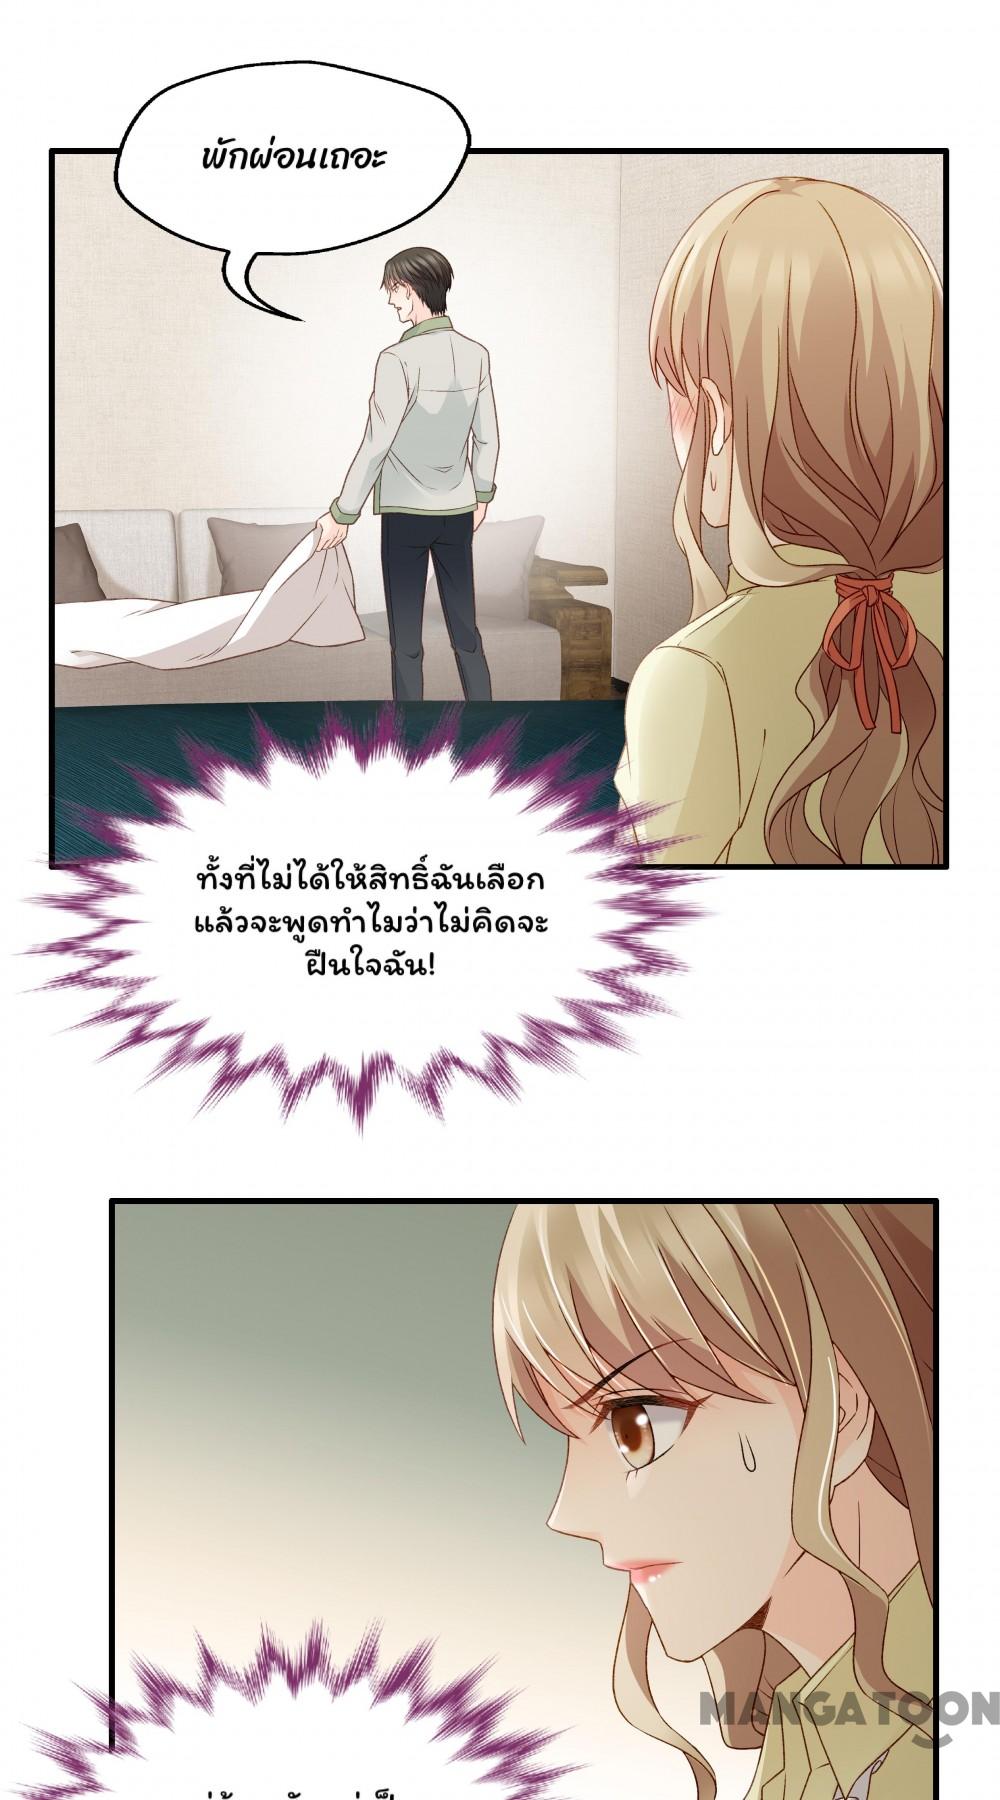 พักผ่อนเถอะ
ทั้งที่ไม่ได้ให้สิทธิ์ฉันเลือก
แล้วจะพูดทำไมว่าไม่คิดจะ
ฝืนใจฉัน!
MANGATOON